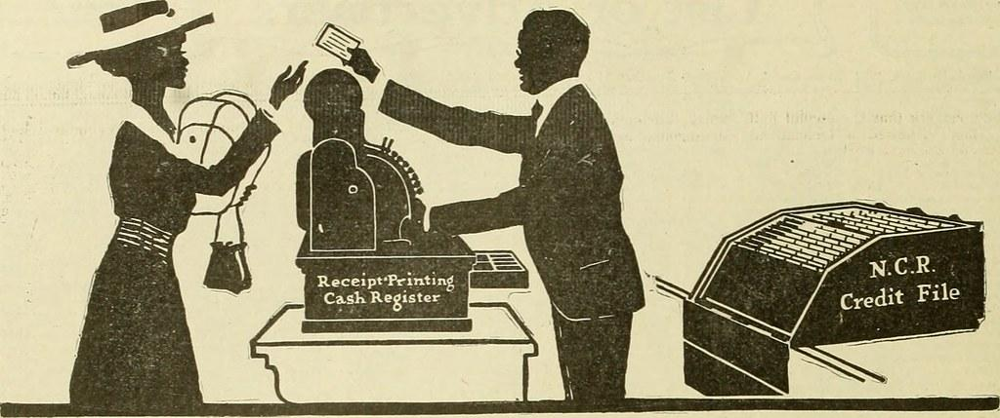 Receipt-Printing
Cash Register
N.C.R.
Credit File